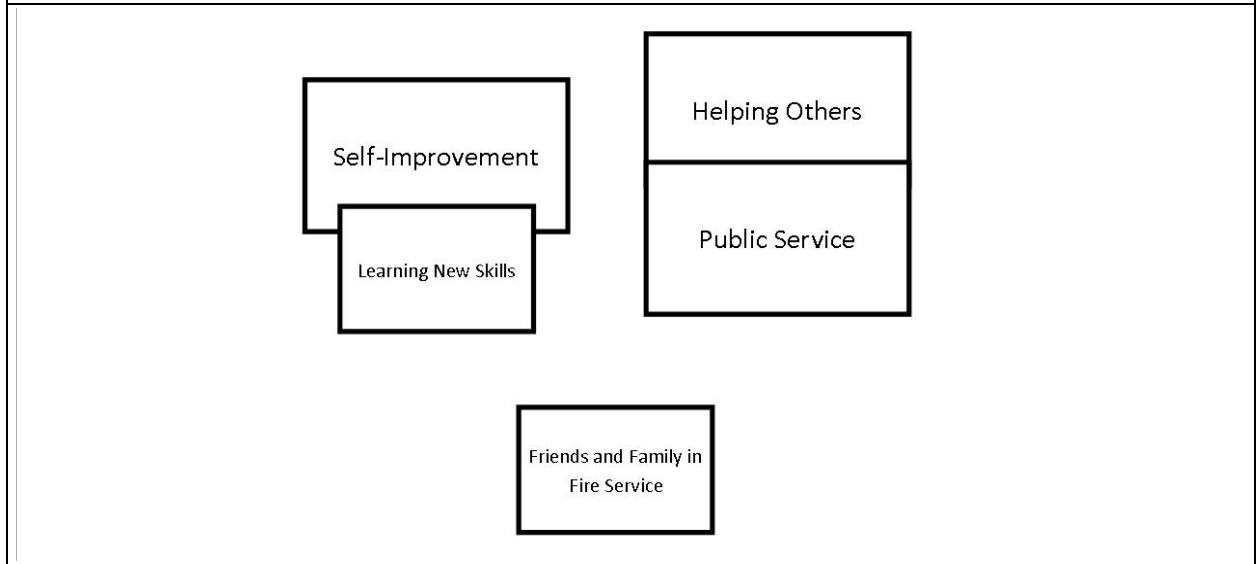 Helping Others
Self-Improvement
Public Service
Learning New Skills
Friends and Family in
Fire Service